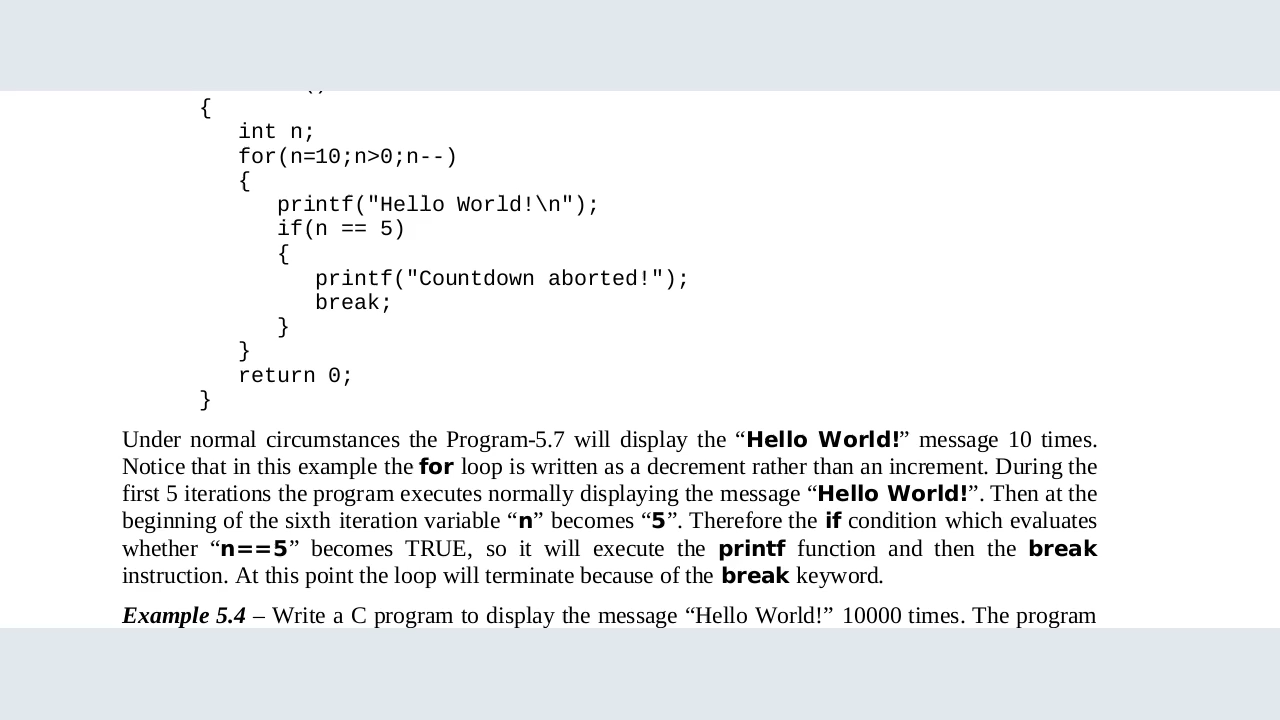 {
int n;
for(n=10;n>0;n--)
{
printf("Hello World!\n");
if(n == 5)
{
printf("Countdown aborted!");
break;
}
}
return 0;
}
Under normal circumstances the Program-5.7 will display the “Hello World!” message 10 times.
Notice that in this example the for loop is written as a decrement rather than an increment. During the
first 5 iterations the program executes normally displaying the message “Hello World!”. Then at the
beginning of the sixth iteration variable “n” becomes “5”. Therefore the if condition which evaluates
whether “n==5” becomes TRUE, so it will execute the printf function and then the break
instruction. At this point the loop will terminate because of the break keyword.
Example 5.4 – Write a C program to display the message “Hello World!” 10000 times. The program